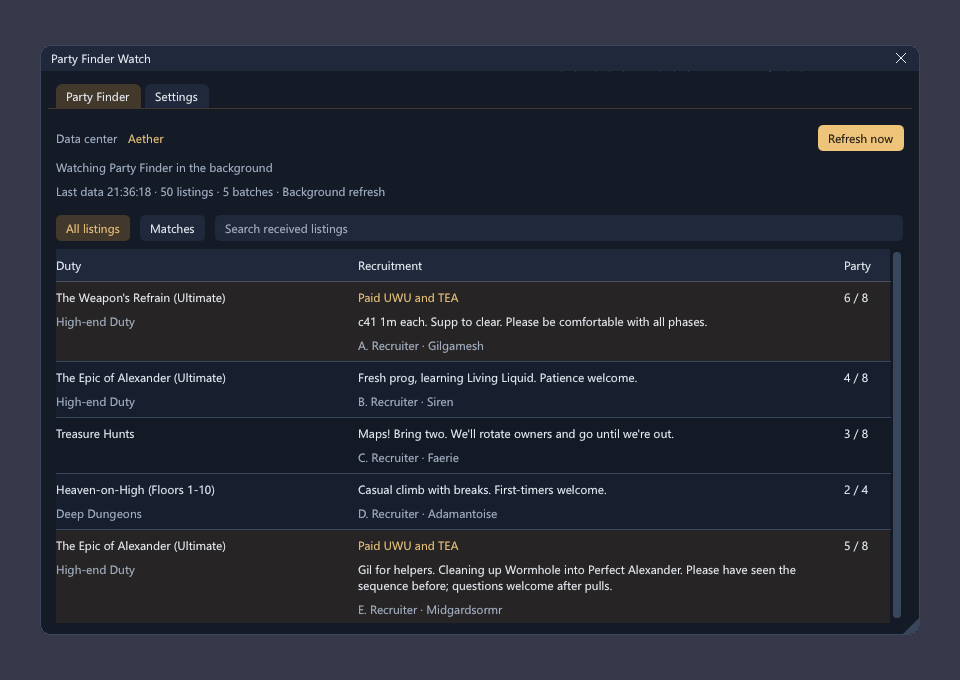 Party Finder Watch
Party Finder
Settings
Data center Aether
Refresh now
Watching Party Finder in the background
Last data 21:36:18 · 50 listings · 5 batches · Background refresh
All listings
Matches
Search received listings
Duty Recruitment Party
The Weapon's Refrain (Ultimate) Paid UWU and TEA 6 / 8
High-end Duty c41 1m each. Supp to clear. Please be comfortable with all phases.
A. Recruiter · Gilgamesh
The Epic of Alexander (Ultimate) Fresh prog, learning Living Liquid. Patience welcome. 4 / 8
High-end Duty B. Recruiter · Siren
Treasure Hunts Maps! Bring two. We'll rotate owners and go until we're out. 3 / 8
C. Recruiter · Faerie
Heaven-on-High (Floors 1-10) Casual climb with breaks. First-timers welcome. 2 / 4
Deep Dungeons D. Recruiter · Adamantoise
The Epic of Alexander (Ultimate) Paid UWU and TEA 5 / 8
High-end Duty Gil for helpers. Cleaning up Wormhole into Perfect Alexander. Please have seen the
sequence before; questions welcome after pulls.
E. Recruiter · Midgardsormr